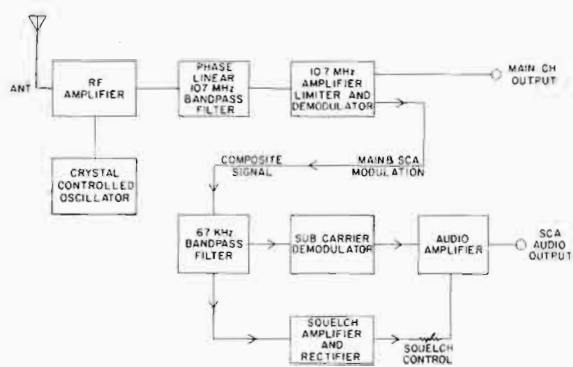 ANT
RF
AMPLIFIER
PHASE
LINEAR
107 MHz
BANDPASS
FILTER
10.7 MHz
AMPLIFIER
LIMITER AND
DEMODULATOR
MAIN CH
OUTPUT
CRYSTAL
CONTROLLED
OSCILLATOR
COMPOSITE
SIGNAL
MAIN & SCA
MODULATION
67 KHz
BANDPASS
FILTER
SUB CARRIER
DEMODULATOR
AUDIO
AMPLIFIER
SCA
AUDIO
OUTPUT
SQUELCH
AMPLIFIER
AND
RECTIFIER
SQUELCH
CONTROL